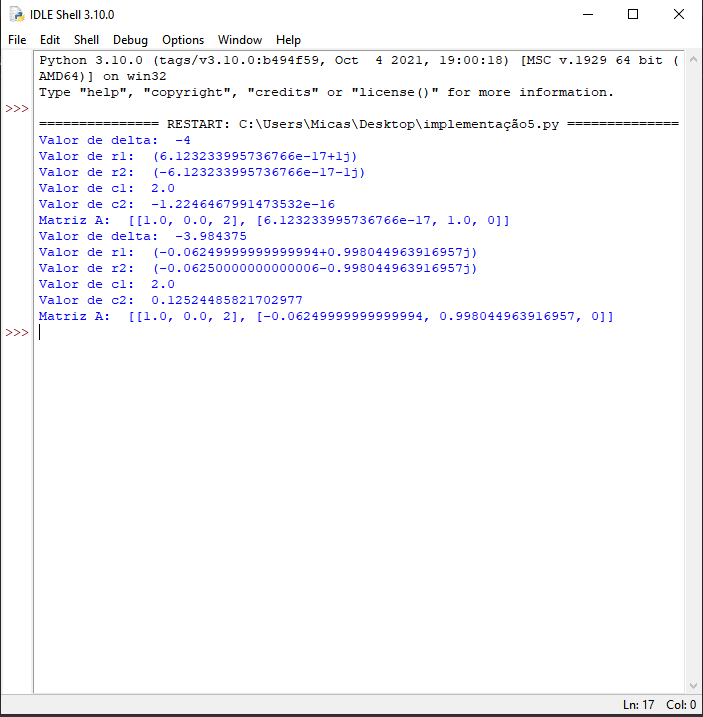 IDLE Shell 3.10.0
File Edit Shell Debug Options Window Help
Python 3.10.0 (tags/v3.10.0:b494f59, Oct  4 2021, 19:00:18) [MSC v.1929 64 bit (
AMD64)] on win32
Type "help", "copyright", "credits" or "license()" for more information.
>>>
=============== RESTART: C:\Users\Micas\Desktop\implementação5.py ==============
Valor de delta:  -4
Valor de r1:  (6.123233995736766e-17+1j)
Valor de r2:  (-6.123233995736766e-17-1j)
Valor de c1:  2.0
Valor de c2:  -1.2246467991473532e-16
Matriz A:  [[1.0, 0.0, 2], [6.123233995736766e-17, 1.0, 0]]
Valor de delta:  -3.984375
Valor de r1:  (-0.06249999999999994+0.998044963916957j)
Valor de r2:  (-0.06250000000000006-0.998044963916957j)
Valor de c1:  2.0
Valor de c2:  0.12524485821702977
Matriz A:  [[1.0, 0.0, 2], [-0.06249999999999994, 0.998044963916957, 0]]
>>>
Ln: 17 Col: 0